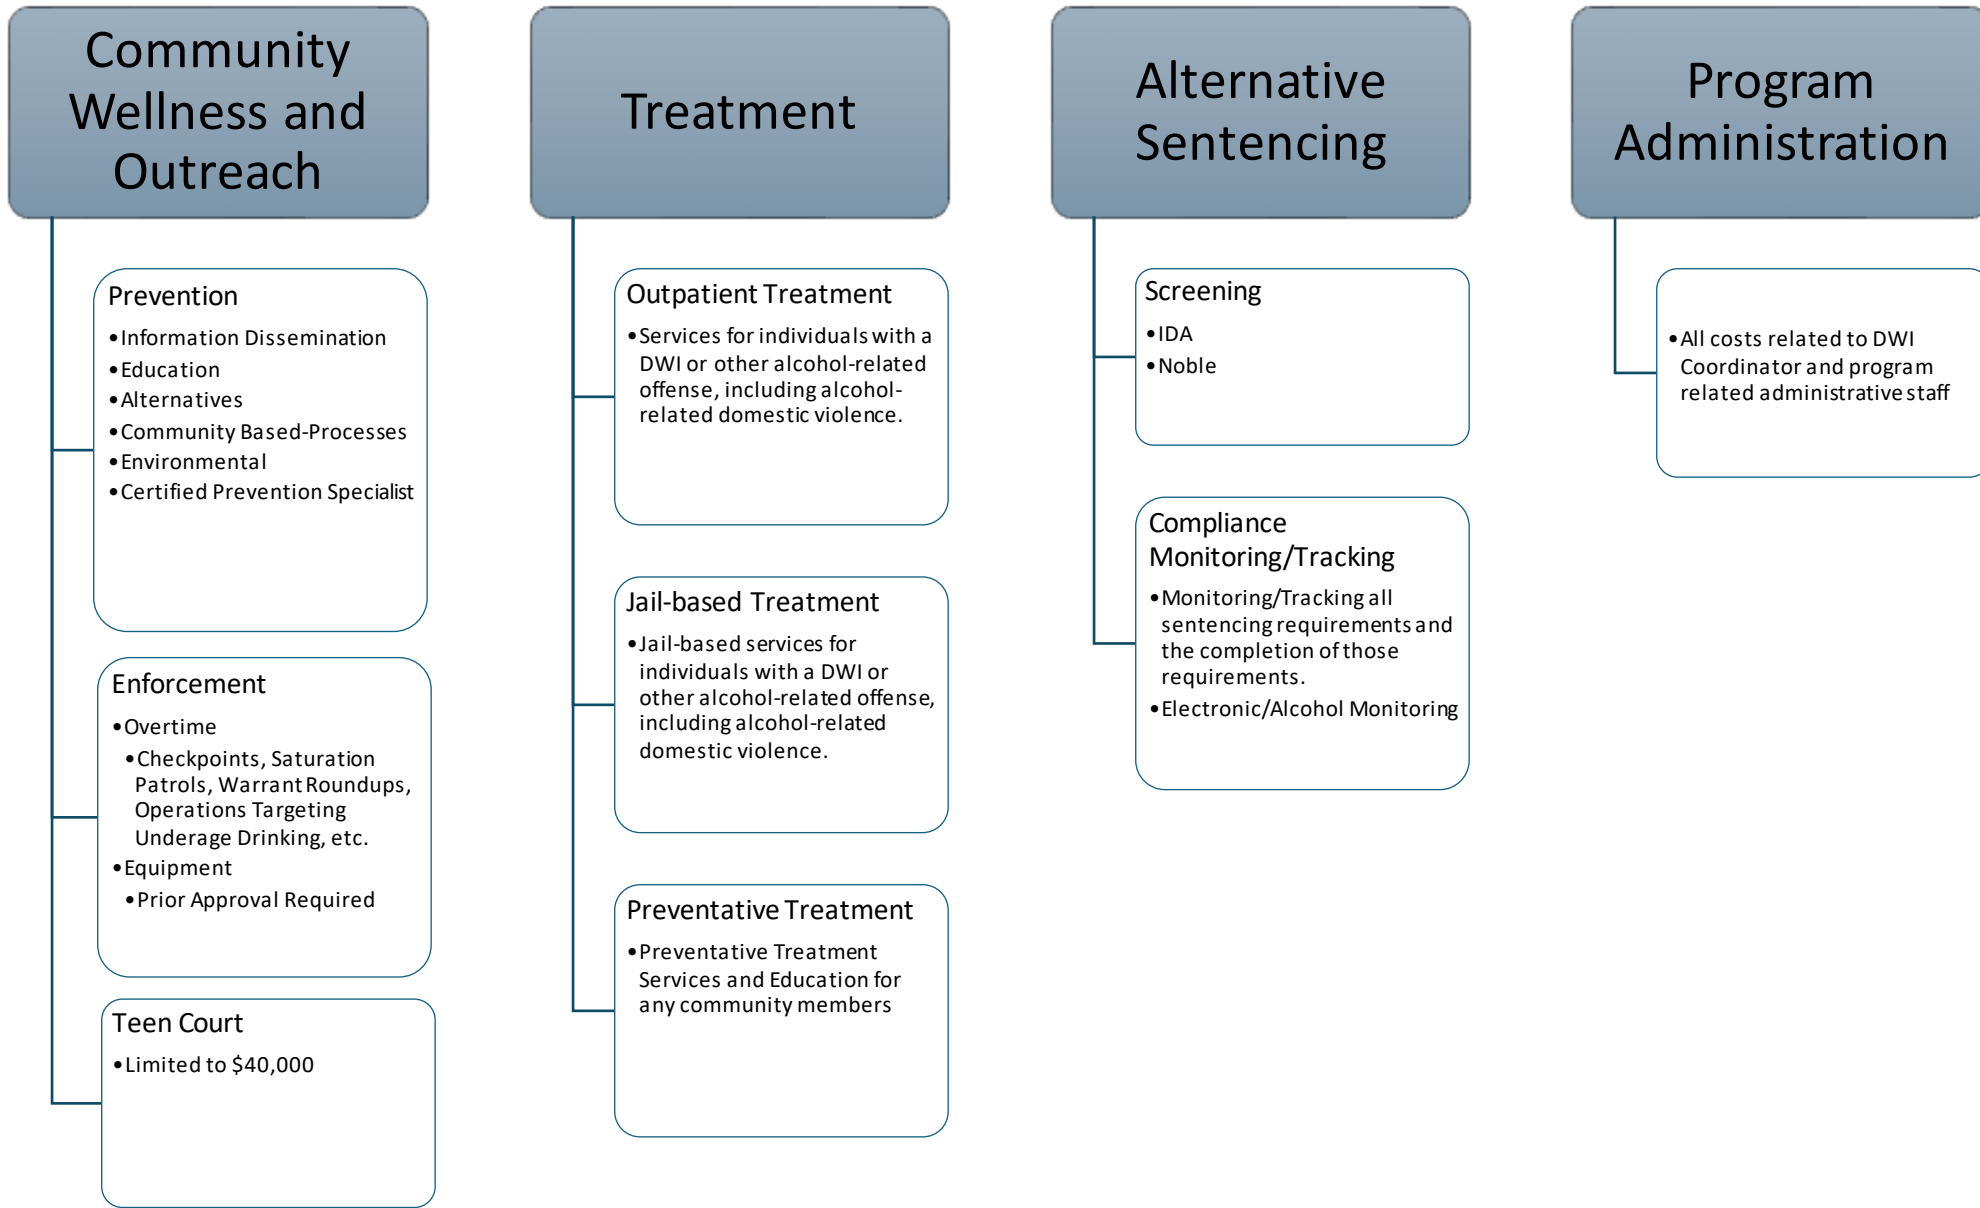 Community
Wellness and
Outreach
Prevention
•Information Dissemination
•Education
•Alternatives
•Community Based-Processes
•Environmental
•Certified Prevention Specialist
Enforcement
•Overtime
•Checkpoints, Saturation
Patrols, Warrant Roundups,
Operations Targeting
Underage Drinking, etc.
•Equipment
•Prior Approval Required
Teen Court
•Limited to $40,000
Treatment
Outpatient Treatment
•Services for individuals with a
DWI or other alcohol-related
offense, including alcohol-
related domestic violence.
Jail-based Treatment
•Jail-based services for
individuals with a DWI or
other alcohol-related offense,
including alcohol-related
domestic violence.
Preventative Treatment
•Preventative Treatment
Services and Education for
any community members
Alternative
Sentencing
Screening
•IDA
•Noble
Compliance
Monitoring/Tracking
•Monitoring/Tracking all
sentencing requirements and
the completion of those
requirements.
•Electronic/Alcohol Monitoring
Program
Administration
•All costs related to DWI
Coordinator and program
related administrative staff